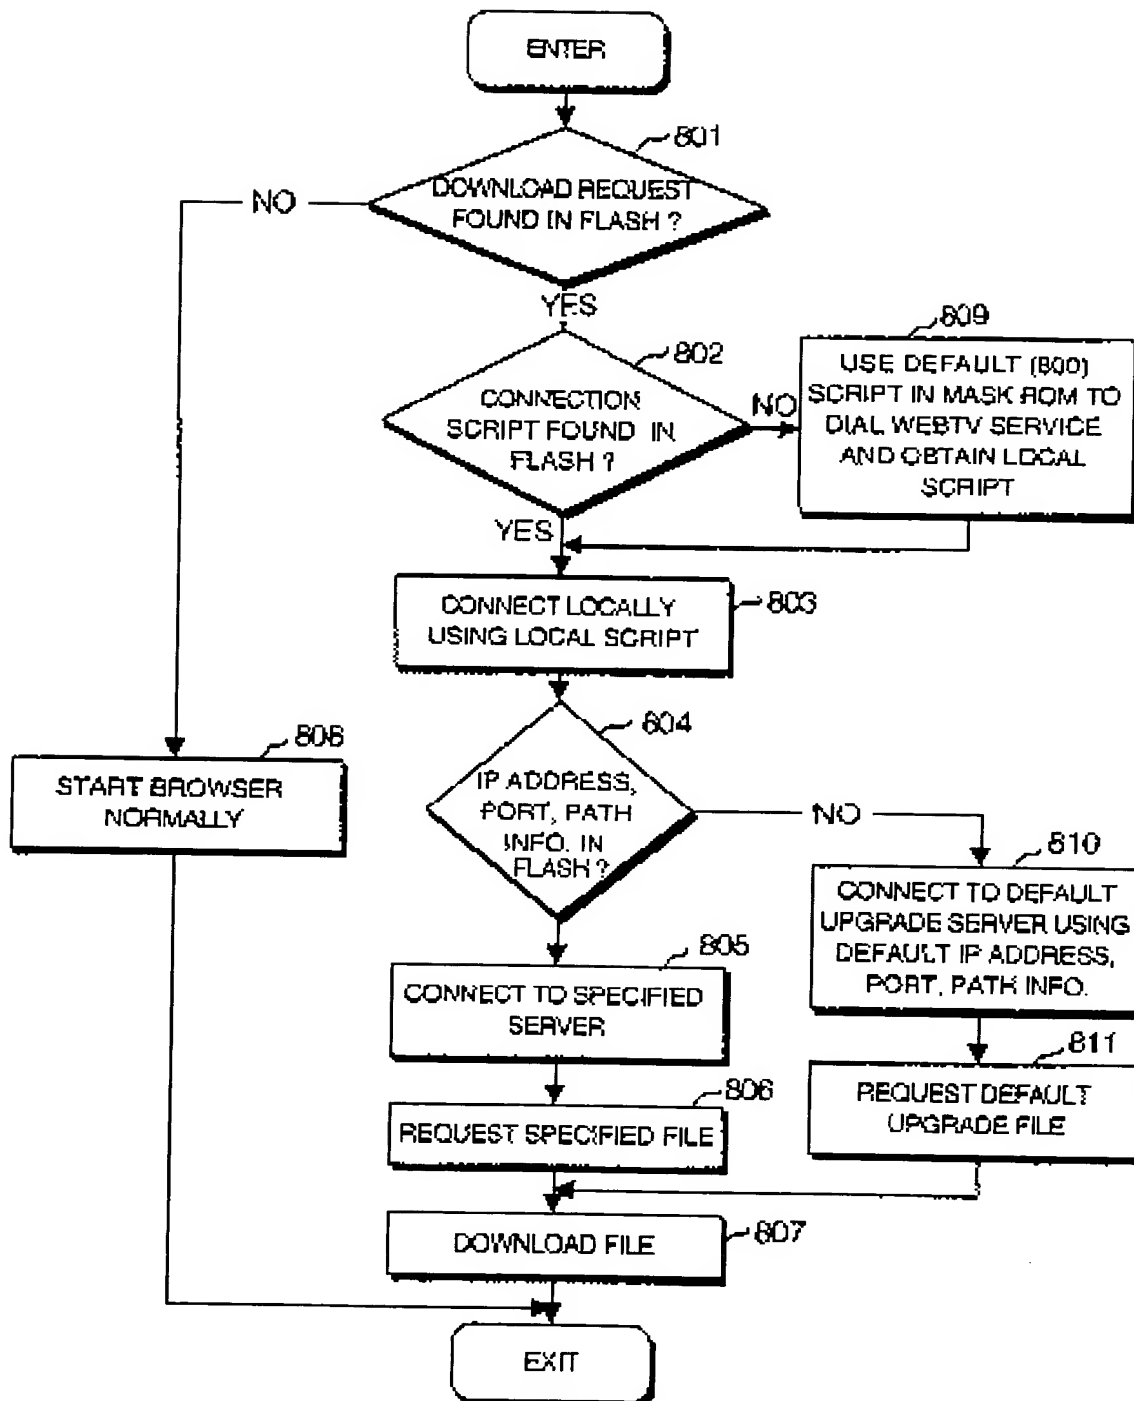 ENTER
801
DOWNLOAD REQUEST
FOUND IN FLASH ?
NO
YES
802
CONNECTION
SCRIPT FOUND IN
FLASH ?
NO
809
USE DEFAULT (800)
SCRIPT IN MASK ROM TO
DIAL WEBTV SERVICE
AND OBTAIN LOCAL
SCRIPT
YES
CONNECT LOCALLY
USING LOCAL SCRIPT
803
804
IP ADDRESS,
PORT, PATH
INFO. IN
FLASH ?
NO
808
START BROWSER
NORMALLY
810
CONNECT TO DEFAULT
UPGRADE SERVER USING
DEFAULT IP ADDRESS,
PORT, PATH INFO.
805
CONNECT TO SPECIFIED
SERVER
811
REQUEST DEFAULT
UPGRADE FILE
806
REQUEST SPECIFIED FILE
DOWNLOAD FILE
807
EXIT